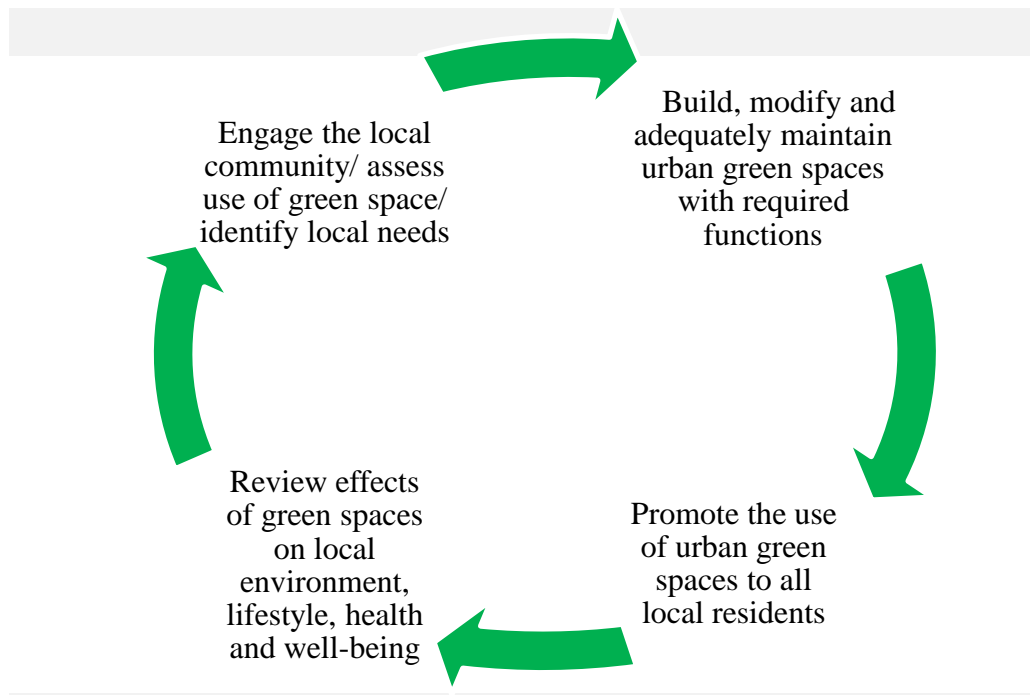 Engage the local
community/ assess
use of green space/
identify local needs
Build, modify and
adequately maintain
urban green spaces
with required
functions
Promote the use
of urban green
spaces to all
local residents
Review effects
of green spaces
on local
environment,
lifestyle, health
and well-being